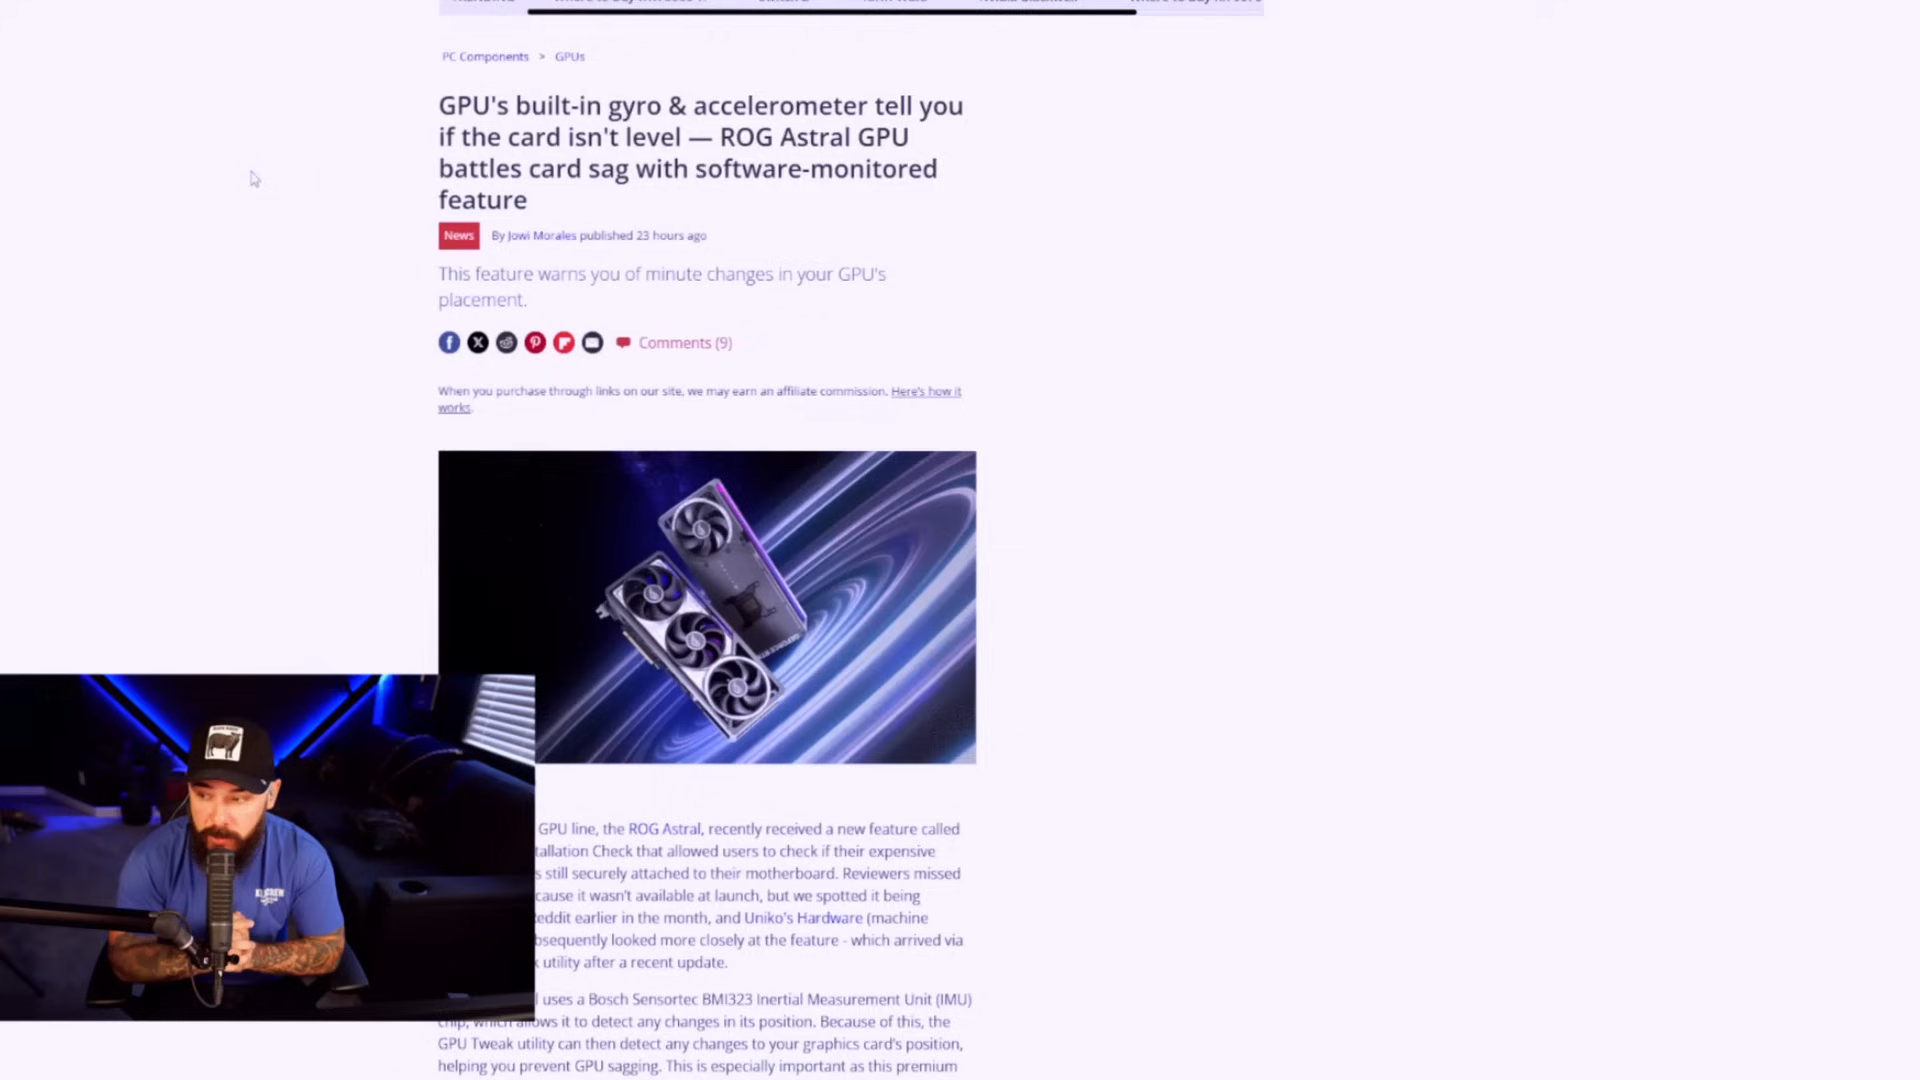 PC Components > GPUs
GPU's built-in gyro & accelerometer tell you
if the card isn't level — ROG Astral GPU
battles card sag with software-monitored
feature
News By Jowi Morales published 23 hours ago
This feature warns you of minute changes in your GPU's
placement.
Comments (9)
When you purchase through links on our site, we may earn an affiliate commission. Here's how it
works.
GPU line, the ROG Astral, recently received a new feature called
Check that allowed users to check if their expensive
still securely attached to their motherboard. Reviewers missed
it wasn't available at launch, but we spotted it being
earlier in the month, and Uniko's Hardware (machine
looked more closely at the feature - which arrived via
utility after a recent update.
uses a Bosch Sensortec BMI323 Inertial Measurement Unit (IMU)
chip, which allows it to detect any changes in its position. Because of this, the
GPU Tweak utility can then detect any changes to your graphics card's position,
helping you prevent GPU sagging. This is especially important as this premium